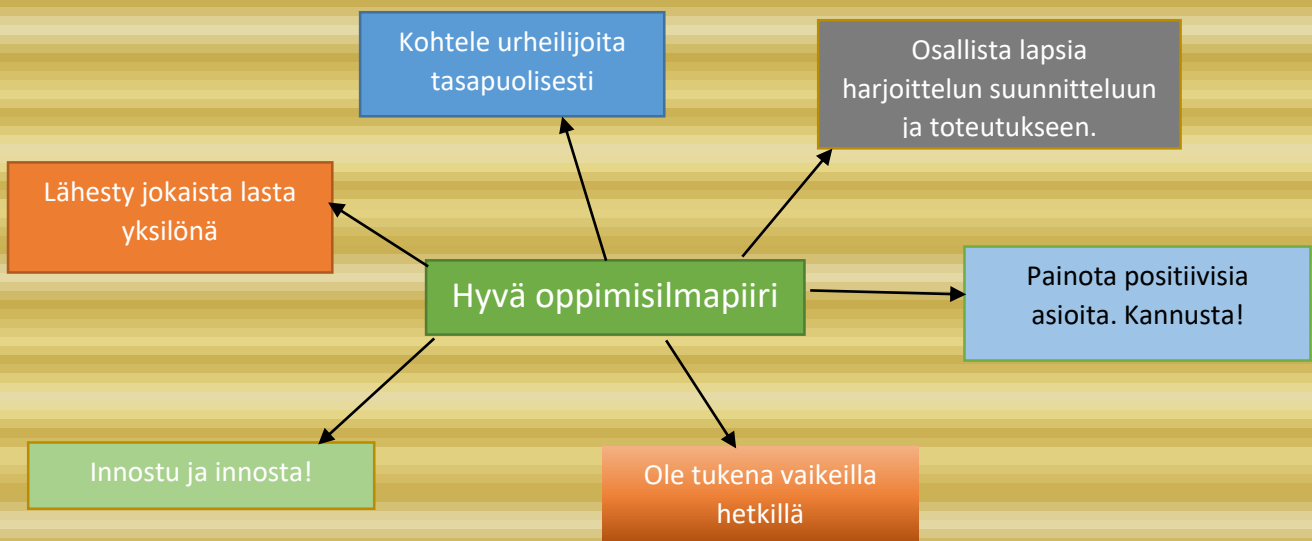 Kohtele urheilijoita
tasapuolisesti
Osallista lapsia
harjoittelun suunnitteluun
ja toteutukseen.
Lähesty jokaista lasta
yksilönä
Hyvä oppimisilmapiiri
Painota positiivisia
asioita. Kannusta!
Innostu ja innosta!
Ole tukena vaikeilla
hetkillä